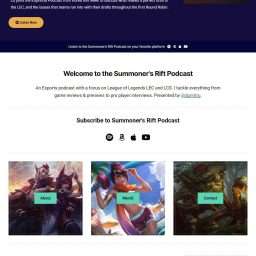 the LEC, and the issues that teams ran into with their drafts throughout the first Round Robin.
Listen Now
Listen to the Summoner's Rift Podcast on your favorite platform
Welcome to the Summoner's Rift Podcast
An Esports podcast with a focus on League of Legends LEC and LCS. I tackle everything from
game reviews & previews to pro player interviews. Presented by
Subscribe to Summoner's Rift Podcast
About
Merch
Contact